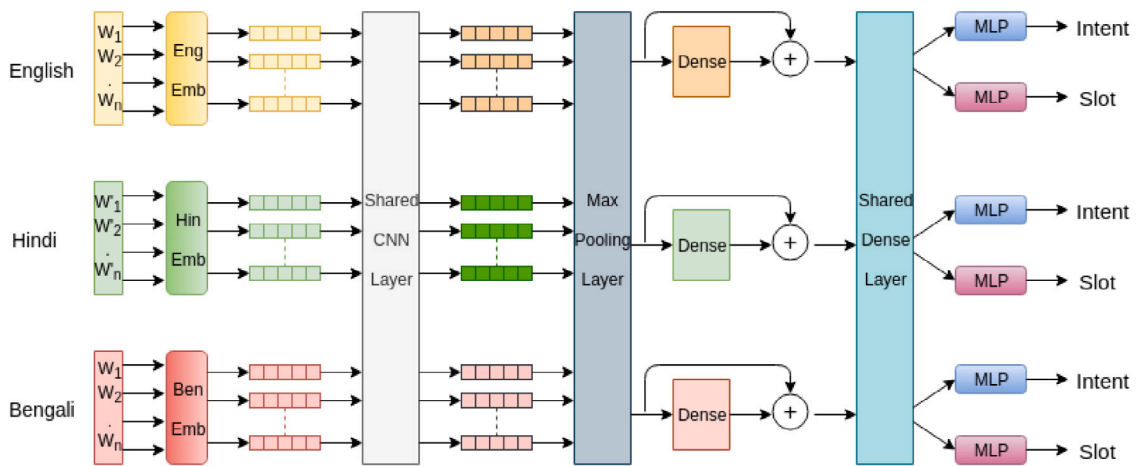 English
W1
W2
.
Wn
Eng
Emb
Dense
+
MLP
Intent
MLP
Slot
Hindi
W'1
W'2
.
W'n
Hin
Emb
Shared
CNN
Layer
Max
Pooling
Layer
Dense
+
Shared
Dense
Layer
MLP
Intent
MLP
Slot
Bengali
W1
W2
.
Wn
Ben
Emb
Dense
+
MLP
Intent
MLP
Slot